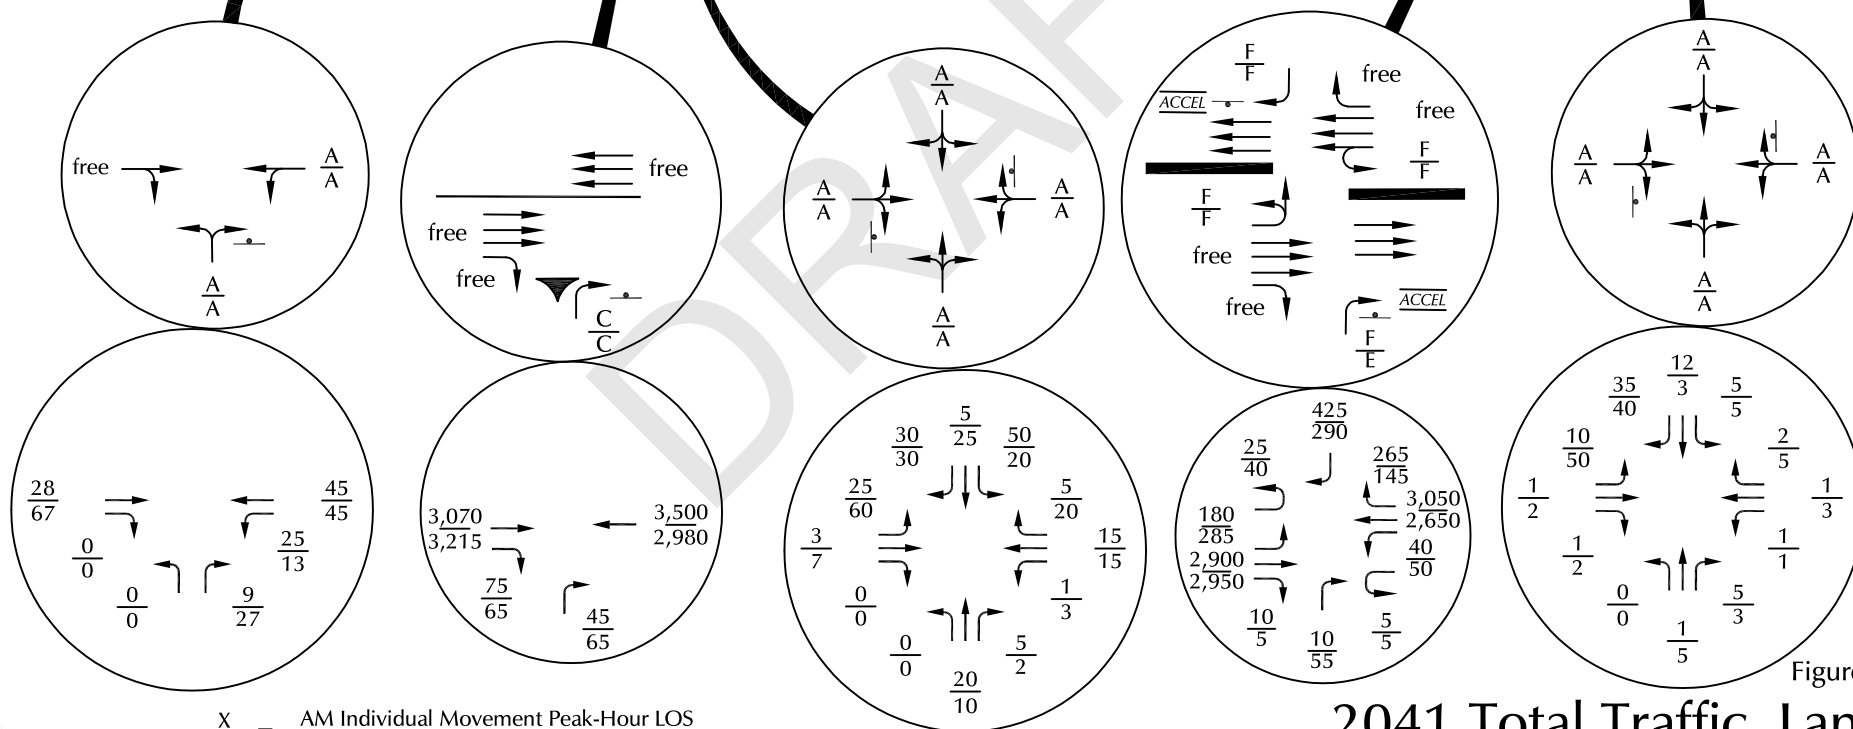 free
A
A
A
A
free
free
free
C
C
A
A
A
A
A
A
A
A
F
F
free
ACCEL
free
F
F
F
F
free
free
ACCEL
F
E
A
A
A
A
A
A
A
A
28
67
45
45
0
0
25
13
0
0
9
27
3,070
3,215
3,500
2,980
75
65
45
65
5
25
30
30
50
20
25
60
5
20
3
7
15
15
0
0
1
3
0
0
5
2
20
10
425
290
25
40
265
145
180
285
3,050
2,650
2,900
2,950
40
50
10
5
10
55
5
5
12
3
35
40
5
5
10
50
2
5
1
2
1
3
1
2
1
1
0
0
5
3
1
5
DRAF
X
AM Individual Movement Peak-Hour LOS
Figure
2041 Total Traffic, Lan